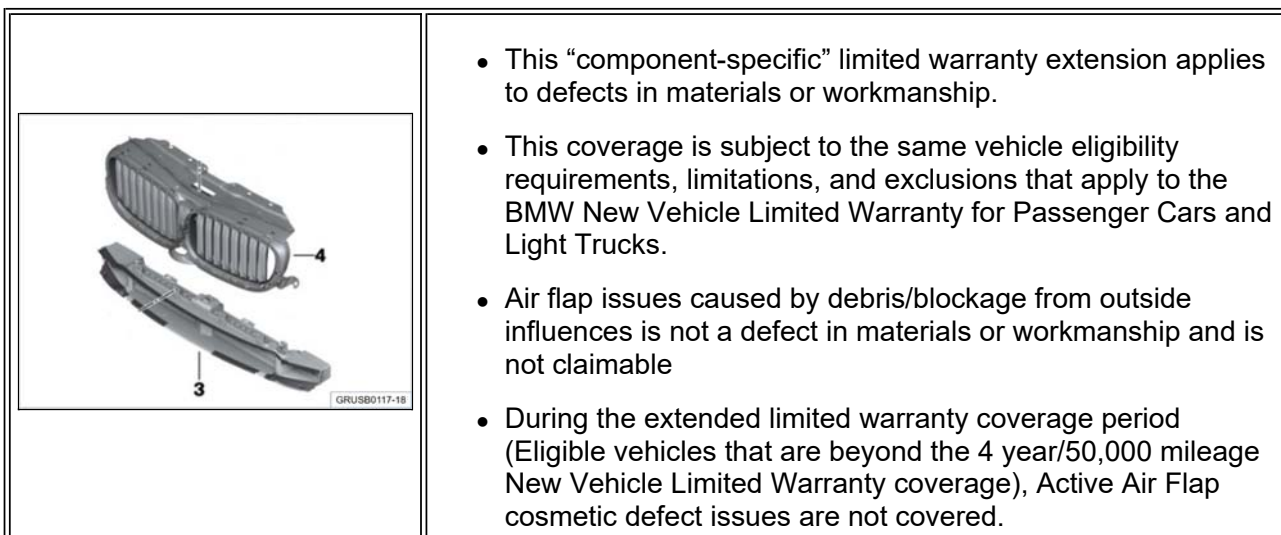 4
3
GRUSB0117-18
• This “component-specific” limited warranty extension applies
to defects in materials or workmanship.
• This coverage is subject to the same vehicle eligibility
requirements, limitations, and exclusions that apply to the
BMW New Vehicle Limited Warranty for Passenger Cars and
Light Trucks.
• Air flap issues caused by debris/blockage from outside
influences is not a defect in materials or workmanship and is
not claimable
• During the extended limited warranty coverage period
(Eligible vehicles that are beyond the 4 year/50,000 mileage
New Vehicle Limited Warranty coverage), Active Air Flap
cosmetic defect issues are not covered.